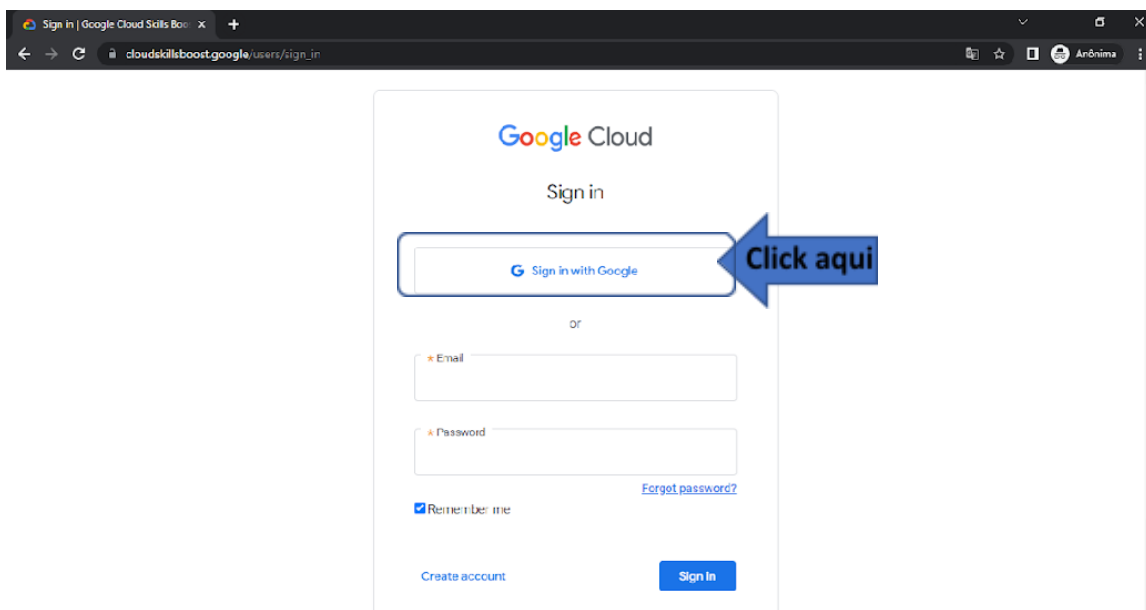 Sign in | Google Cloud Skills Boo
cloudskillsboost.google/users/sign_in
Anônima
Google Cloud
Sign in
G Sign in with Google
Click aqui
or
* Email
* Password
Forgot password?
Remember me
Create account
Sign In